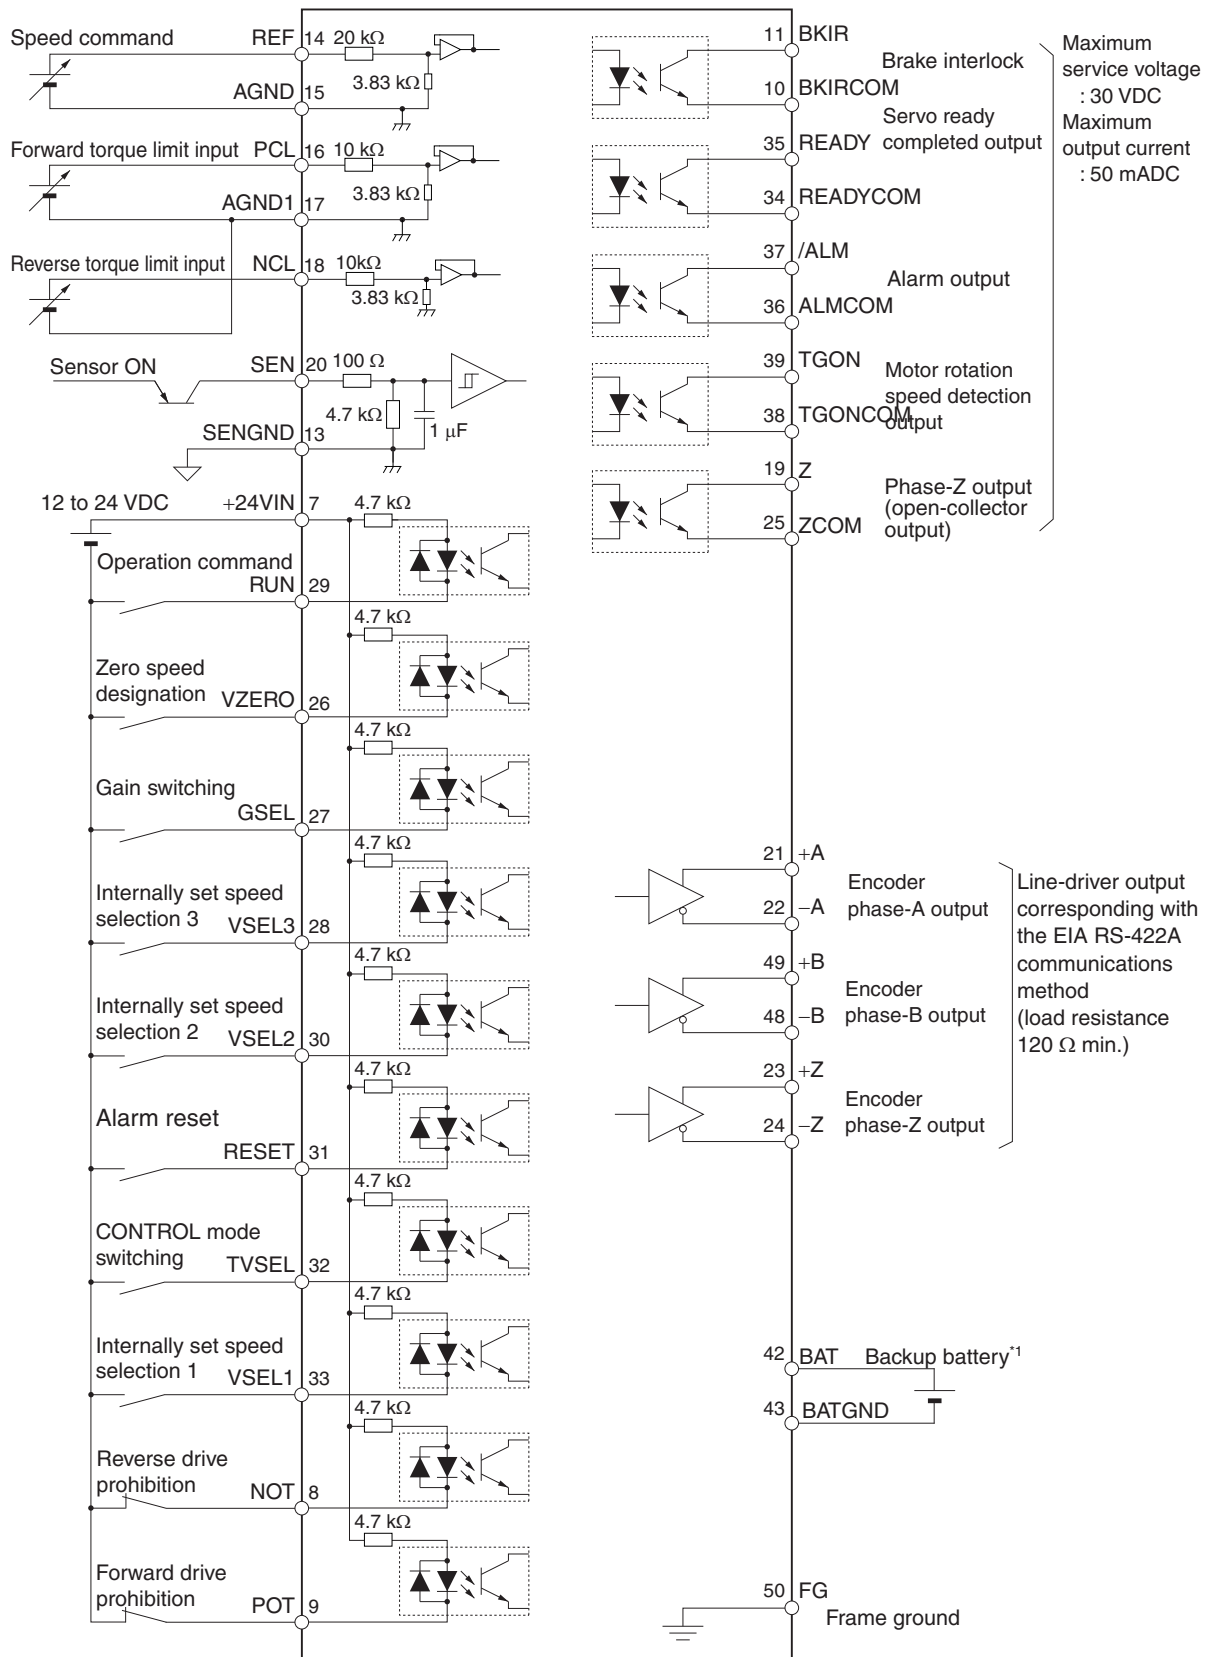 Speed command
REF 14 20 kΩ
3.83 kΩ
AGND 15
Forward torque limit input PCL 16 10 kΩ
3.83 kΩ
AGND1 17
Reverse torque limit input NCL 18 10kΩ
3.83 kΩ
Sensor ON SEN 20 100 Ω
4.7 kΩ
1 µF
SENGND 13
12 to 24 VDC +24VIN 7 4.7 kΩ
Operation command
RUN 29
4.7 kΩ
Zero speed
designation VZERO 26
4.7 kΩ
Gain switching
GSEL 27
4.7 kΩ
Internally set speed
selection 3 VSEL3 28
4.7 kΩ
Internally set speed
selection 2 VSEL2 30
4.7 kΩ
Alarm reset
RESET 31
4.7 kΩ
CONTROL mode
switching TVSEL 32
4.7 kΩ
Internally set speed
selection 1 VSEL1 33
4.7 kΩ
Reverse drive
prohibition NOT 8
4.7 kΩ
Forward drive
prohibition POT 9
11 BKIR
Brake interlock
10 BKIRCOM
Servo ready
completed output
35 READY
34 READYCOM
37 /ALM
Alarm output
36 ALMCOM
39 TGON
Motor rotation
speed detection
output
38 TGONCOM
19 Z
Phase-Z output
(open-collector
output)
25 ZCOM
Maximum
service voltage
: 30 VDC
Maximum
output current
: 50 mADC
21 +A
Encoder
phase-A output
22 −A
49 +B
Encoder
phase-B output
48 −B
23 +Z
Encoder
phase-Z output
24 −Z
Line-driver output
corresponding with
the EIA RS-422A
communications
method
(load resistance
120 Ω min.)
42 BAT Backup battery*1
43 BATGND
50 FG
Frame ground